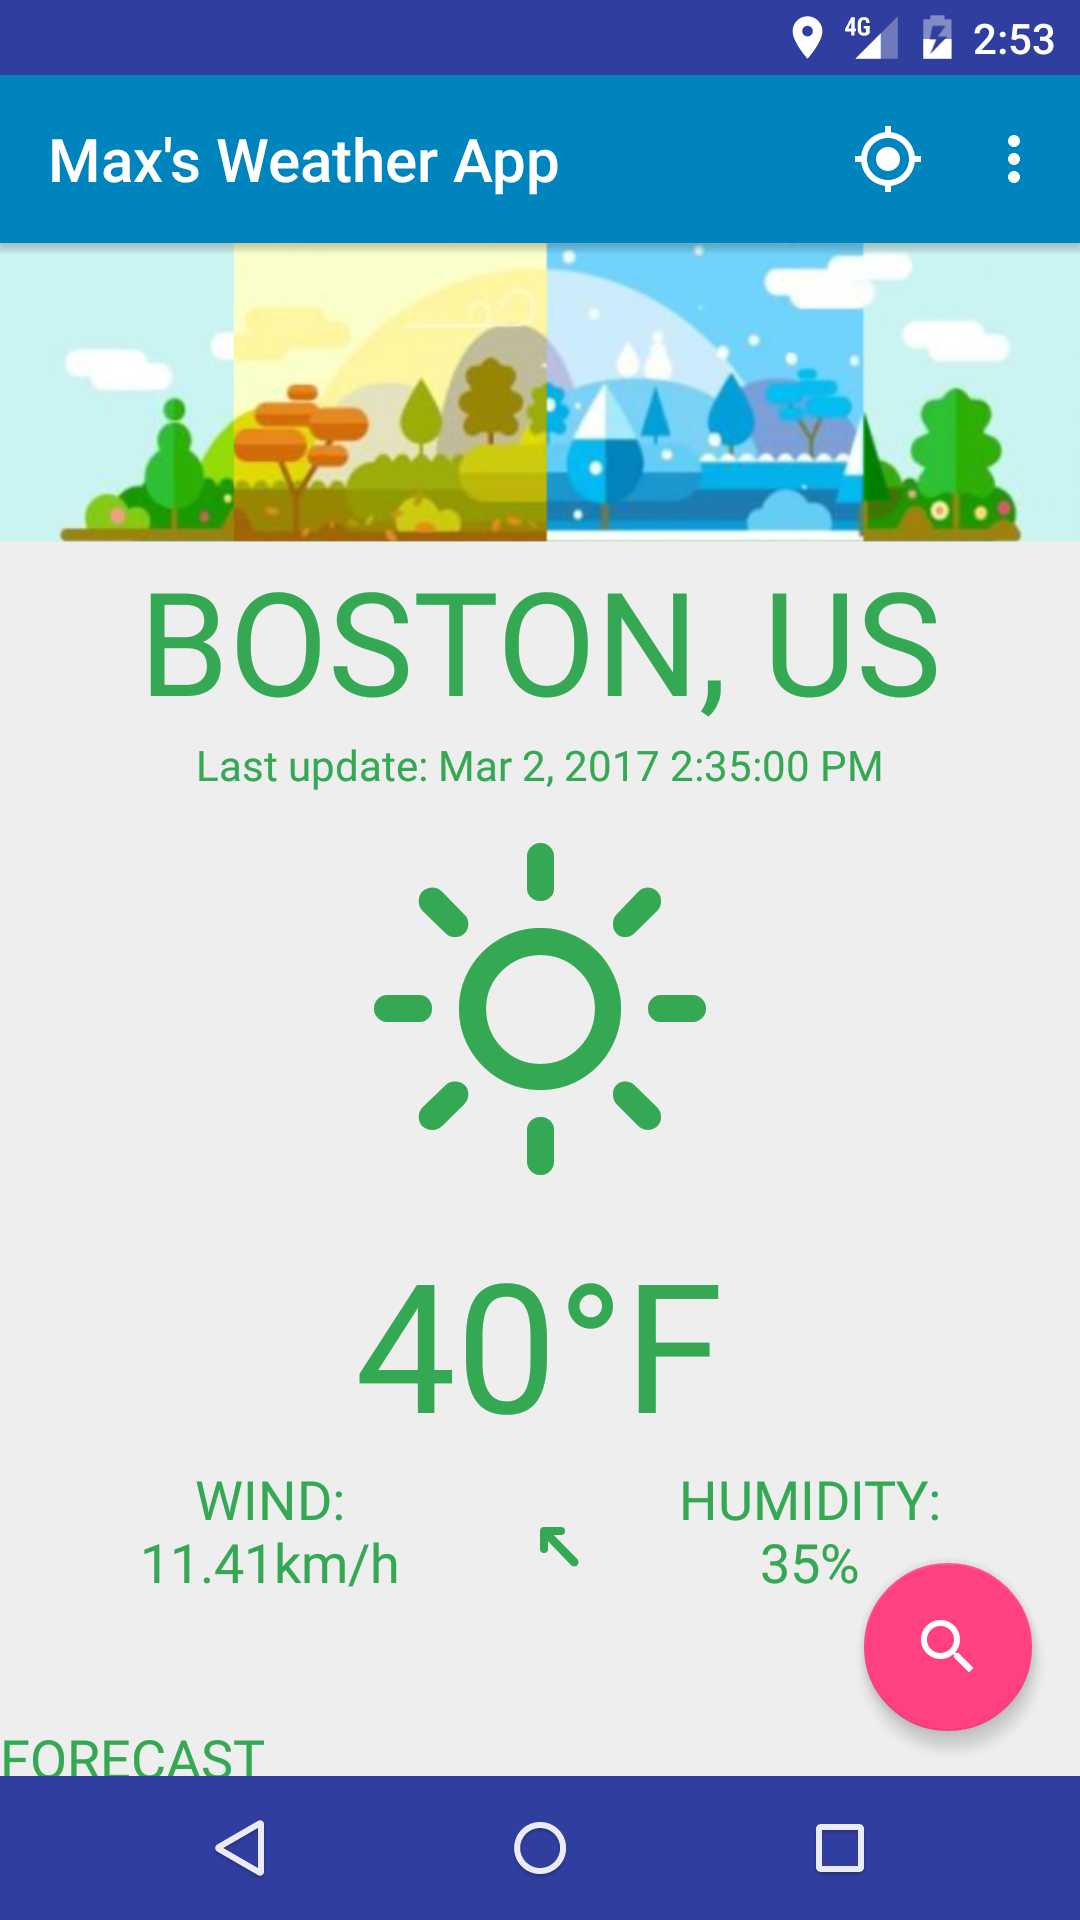 4G 2:53
Max's Weather App
BOSTON, US
Last update: Mar 2, 2017 2:35:00 PM
40°F
WIND:
11.41km/h
HUMIDITY:
35%
FORECAST